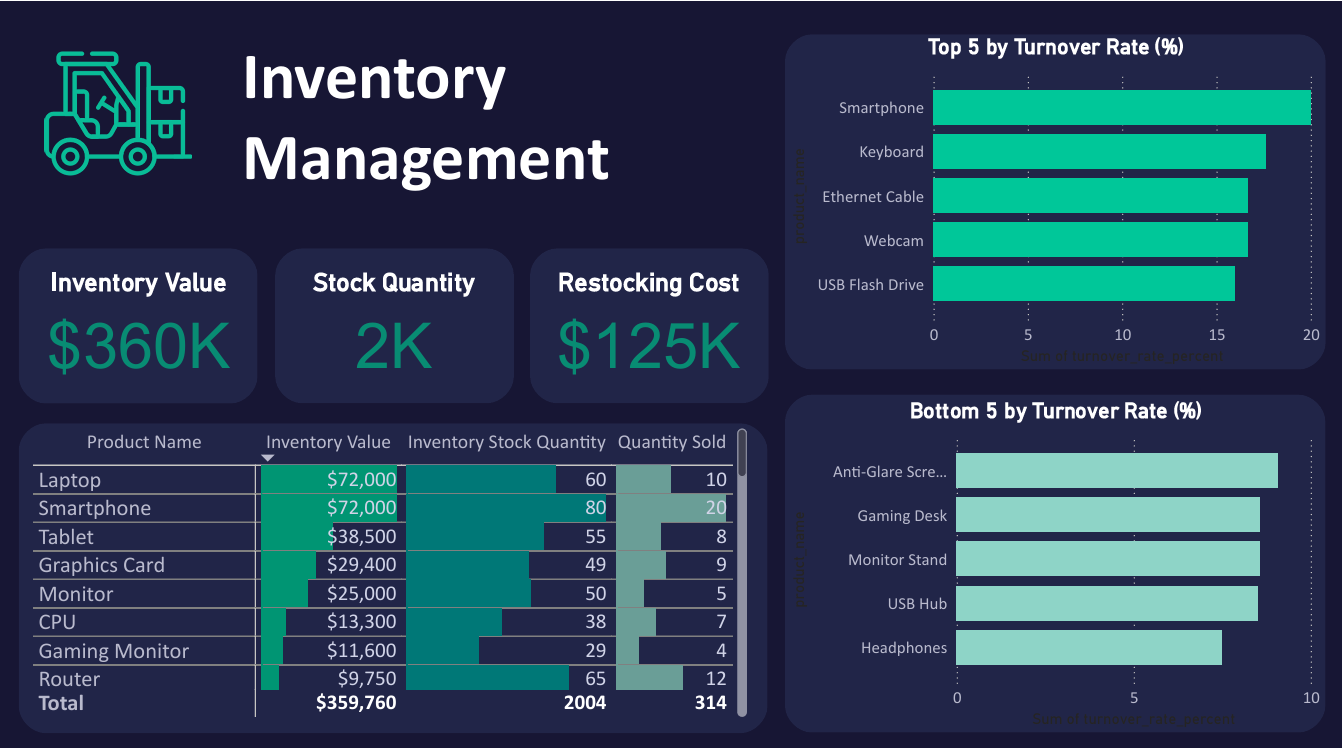 Inventory
Management
Inventory Value
$360K
Stock Quantity
2K
Restocking Cost
$125K
Product Name Inventory Value Inventory Stock Quantity Quantity Sold
Laptop $72,000 60 10
Smartphone $72,000 80 20
Tablet $38,500 55 8
Graphics Card $29,400 49 9
Monitor $25,000 50 5
CPU $13,300 38 7
Gaming Monitor $11,600 29 4
Router $9,750 65 12
Total $359,760 2004 314
Top 5 by Turnover Rate (%)
product_name
Smartphone
Keyboard
Ethernet Cable
Webcam
USB Flash Drive
0 5 10 15 20
Sum of turnover_rate_percent
Bottom 5 by Turnover Rate (%)
product_name
Anti-Glare Scre...
Gaming Desk
Monitor Stand
USB Hub
Headphones
0 5 10
Sum of turnover_rate_percent